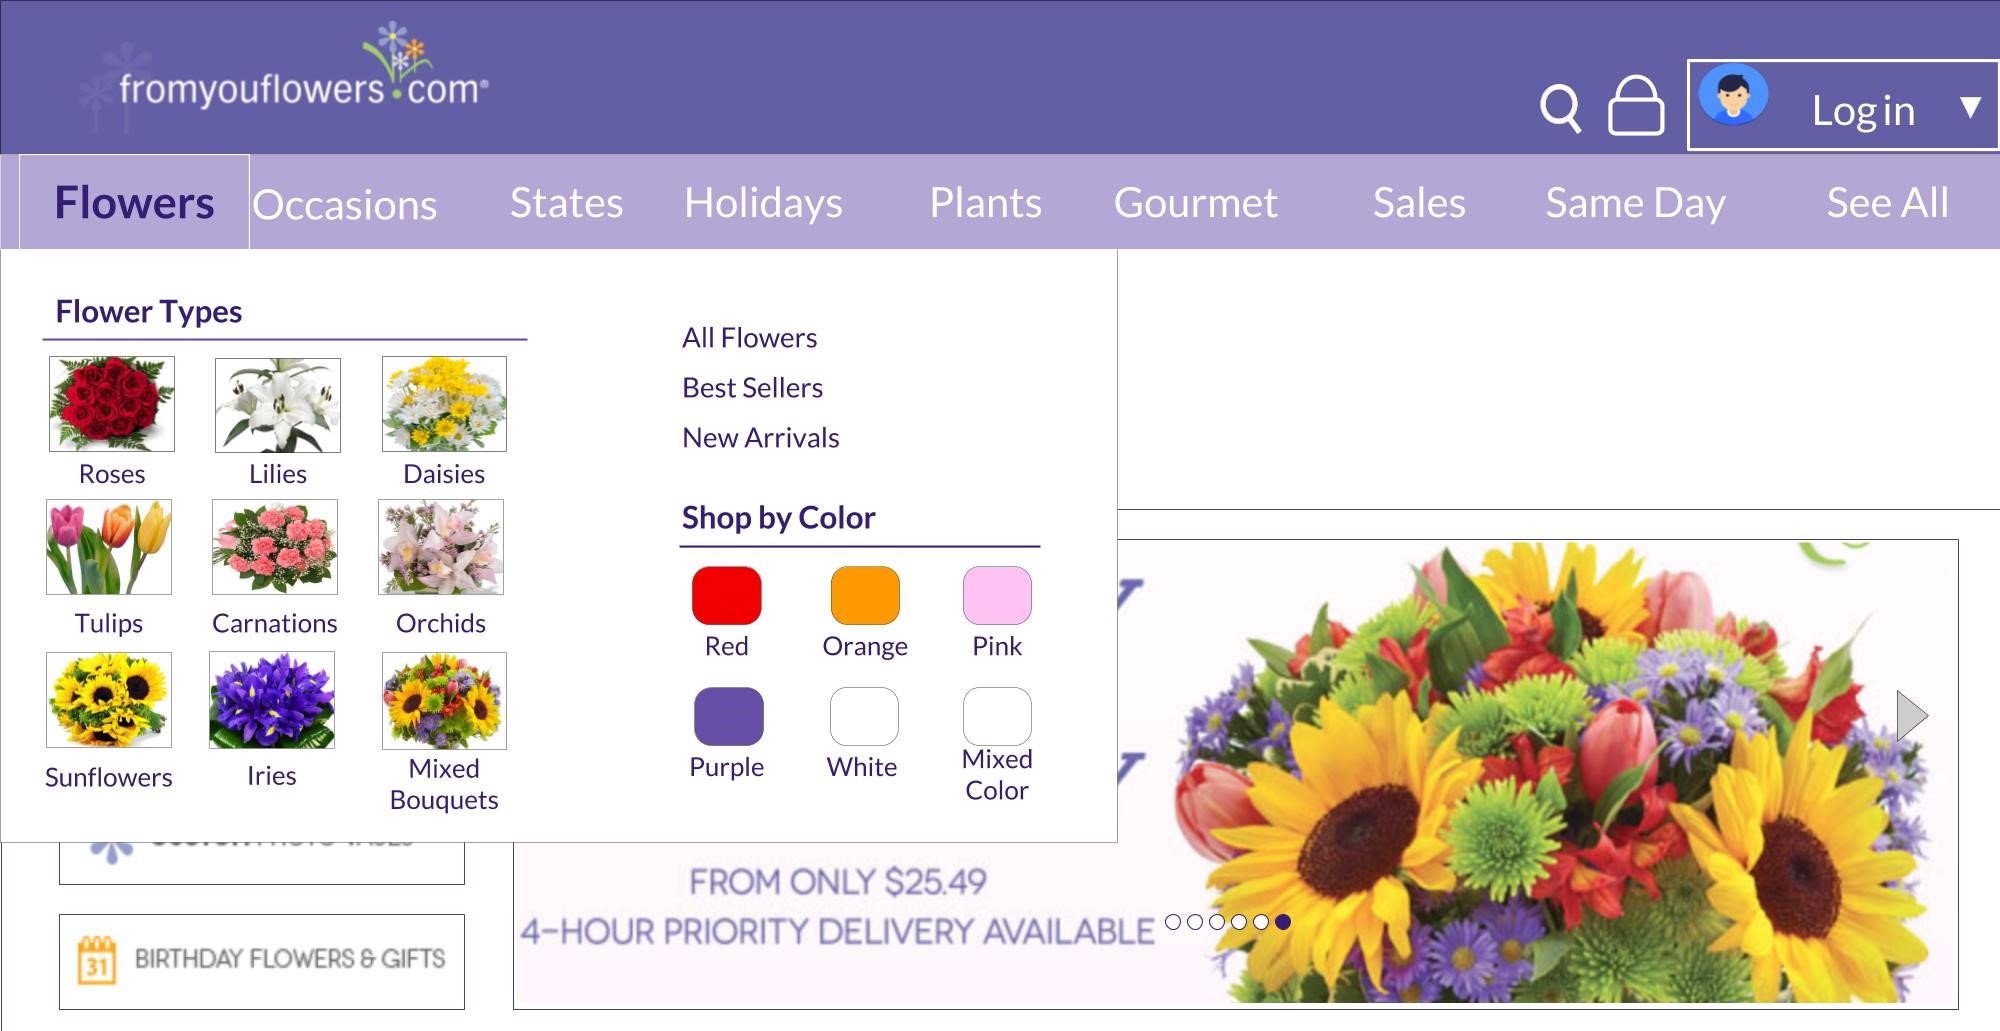 fromyouflowers.com®
Log in ▼
Flowers Occasions States Holidays Plants Gourmet Sales Same Day See All
Flower Types
Roses Lilies Daisies
Tulips Carnations Orchids
Sunflowers Iries Mixed
Bouquets
All Flowers
Best Sellers
New Arrivals
Shop by Color
Red Orange Pink
Purple White Mixed
Color
FROM ONLY $25.49
4-HOUR PRIORITY DELIVERY AVAILABLE
31 BIRTHDAY FLOWERS & GIFTS